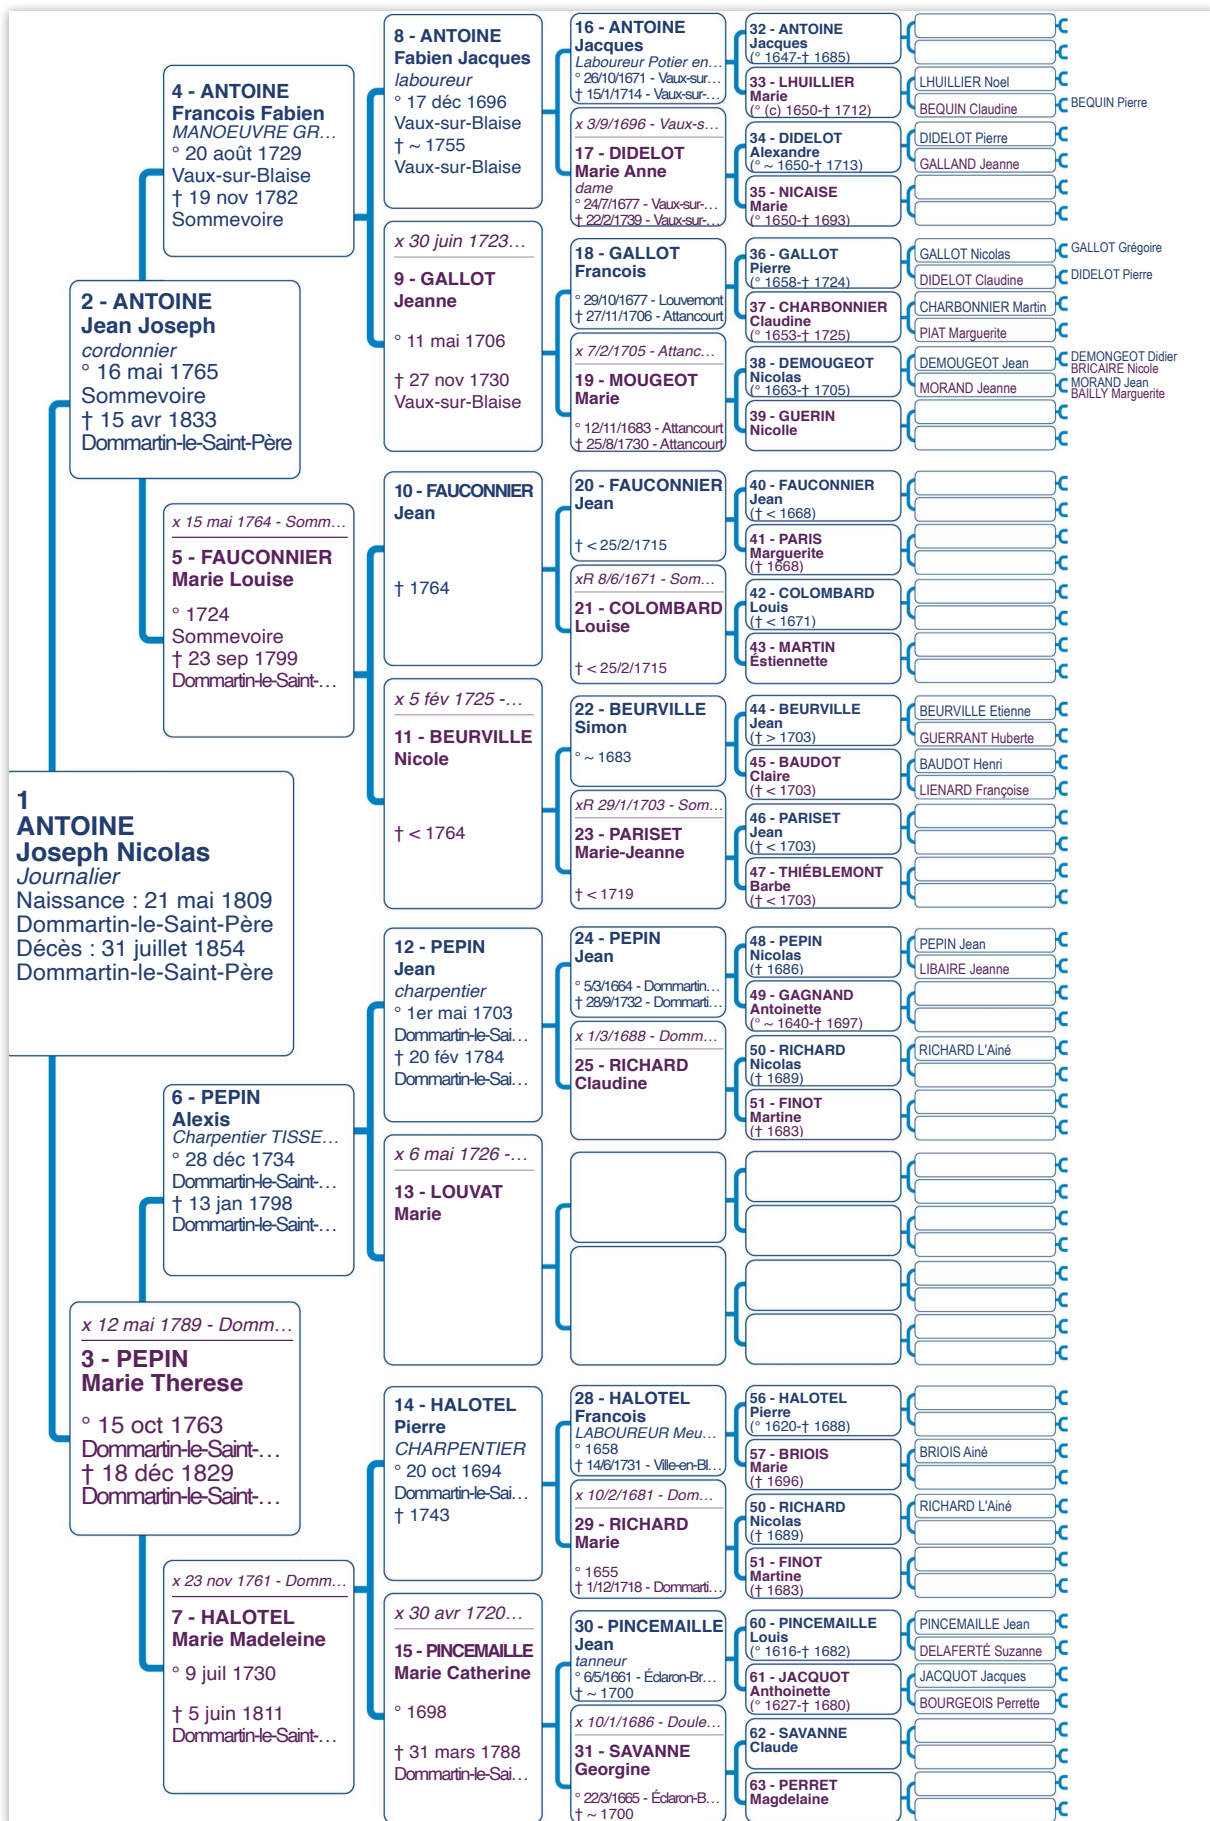 1
ANTOINE
Joseph Nicolas
Journalier
Naissance : 21 mai 1809
Dommartin-le-Saint-Père
Décès : 31 juillet 1854
Dommartin-le-Saint-Père
2 - ANTOINE
Jean Joseph
cordonnier
° 16 mai 1765
Sommevoire
† 15 avr 1833
Dommartin-le-Saint-Père
x 12 mai 1789 - Domm…
3 - PEPIN
Marie Therese
° 15 oct 1763
Dommartin-le-Saint-…
† 18 déc 1829
Dommartin-le-Saint-…
4 - ANTOINE
Francois Fabien
MANOEUVRE GR…
° 20 août 1729
Vaux-sur-Blaise
† 19 nov 1782
Sommevoire
x 15 mai 1764 - Somm…
5 - FAUCONNIER
Marie Louise
° 1724
Sommevoire
† 23 sep 1799
Dommartin-le-Saint-…
6 - PEPIN
Alexis
Charpentier TISSE…
° 28 déc 1734
Dommartin-le-Saint-…
† 13 jan 1798
Dommartin-le-Saint-…
x 23 nov 1761 - Domm…
7 - HALOTEL
Marie Madeleine
° 9 juil 1730
† 5 juin 1811
Dommartin-le-Saint-…
8 - ANTOINE
Fabien Jacques
laboureur
° 17 déc 1696
Vaux-sur-Blaise
† ~ 1755
Vaux-sur-Blaise
x 30 juin 1723…
9 - GALLOT
Jeanne
° 11 mai 1706
† 27 nov 1730
Vaux-sur-Blaise
10 - FAUCONNIER
Jean
† 1764
x 5 fév 1725 -…
11 - BEURVILLE
Nicole
† < 1764
12 - PEPIN
Jean
charpentier
° 1er mai 1703
Dommartin-le-Sai…
† 20 fév 1784
Dommartin-le-Sai…
x 6 mai 1726 -…
13 - LOUVAT
Marie
14 - HALOTEL
Pierre
CHARPENTIER
° 20 oct 1694
Dommartin-le-Sai…
† 1743
x 30 avr 1720…
15 - PINCEMAILLE
Marie Catherine
° 1698
† 31 mars 1788
Dommartin-le-Sai…
16 - ANTOINE
Jacques
Laboureur Potier en…
° 26/10/1671 - Vaux-sur…
† 15/1/1714 - Vaux-sur-…
x 3/9/1696 - Vaux-s…
17 - DIDELOT
Marie Anne
dame
° 24/7/1677 - Vaux-sur-…
† 22/2/1739 - Vaux-sur-…
18 - GALLOT
Francois
° 29/10/1677 - Louvemont
† 27/11/1706 - Attancourt
x 7/2/1705 - Attanc…
19 - MOUGEOT
Marie
° 12/11/1683 - Attancourt
† 25/8/1730 - Attancourt
20 - FAUCONNIER
Jean
† < 25/2/1715
xR 8/6/1671 - Som…
21 - COLOMBARD
Louise
† < 25/2/1715
22 - BEURVILLE
Simon
° ~ 1683
xR 29/1/1703 - Som…
23 - PARISET
Marie-Jeanne
† < 1719
24 - PEPIN
Jean
° 5/3/1664 - Dommartin…
† 28/9/1732 - Dommarti…
x 1/3/1688 - Domm…
25 - RICHARD
Claudine
28 - HALOTEL
Francois
LABOUREUR Meu…
° 1658
† 14/6/1731 - Ville-en-Bl…
x 10/2/1681 - Dom…
29 - RICHARD
Marie
° 1655
† 1/12/1718 - Dommarti…
30 - PINCEMAILLE
Jean
tanneur
° 6/5/1661 - Éclaron-Br…
† ~ 1700
x 10/1/1686 - Doule…
31 - SAVANNE
Georgine
° 22/3/1665 - Éclaron-B…
† ~ 1700
32 - ANTOINE
Jacques
(° 1647-† 1685)
33 - LHUILLIER
Marie
(° (c) 1650-† 1712)
34 - DIDELOT
Alexandre
(° ~ 1650-† 1713)
35 - NICAISE
Marie
(° 1650-† 1693)
36 - GALLOT
Pierre
(° 1658-† 1724)
37 - CHARBONNIER
Claudine
(° 1653-† 1725)
38 - DEMOUGEOT
Nicolas
(° 1663-† 1705)
39 - GUERIN
Nicolle
40 - FAUCONNIER
Jean
(† < 1668)
41 - PARIS
Marguerite
(† 1668)
42 - COLOMBARD
Louis
(† < 1671)
43 - MARTIN
Éstiennette
44 - BEURVILLE
Jean
(† > 1703)
45 - BAUDOT
Claire
(† < 1703)
46 - PARISET
Jean
(† < 1703)
47 - THIÉBLEMONT
Barbe
(† < 1703)
48 - PEPIN
Nicolas
(† 1686)
49 - GAGNAND
Antoinette
(° ~ 1640-† 1697)
50 - RICHARD
Nicolas
(† 1689)
51 - FINOT
Martine
(† 1683)
56 - HALOTEL
Pierre
(° 1620-† 1688)
57 - BRIOIS
Marie
(† 1696)
50 - RICHARD
Nicolas
(† 1689)
51 - FINOT
Martine
(† 1683)
60 - PINCEMAILLE
Louis
(° 1616-† 1682)
61 - JACQUOT
Anthoinette
(° 1627-† 1680)
62 - SAVANNE
Claude
63 - PERRET
Magdelaine
LHUILLIER Noel
BEQUIN Claudine
DIDELOT Pierre
GALLAND Jeanne
GALLOT Nicolas
DIDELOT Claudine
CHARBONNIER Martin
PIAT Marguerite
DEMOUGEOT Jean
MORAND Jeanne
BEURVILLE Etienne
GUERRANT Huberte
BAUDOT Henri
LIENARD Françoise
PEPIN Jean
LIBAIRE Jeanne
RICHARD L'Ainé
BRIOIS Ainé
RICHARD L'Ainé
PINCEMAILLE Jean
DELAFERTÉ Suzanne
JACQUOT Jacques
BOURGEOIS Perrette
BEQUIN Pierre
GALLOT Grégoire
DIDELOT Pierre
DEMONGEOT Didier
BRICAIRE Nicole
MORAND Jean
BAILLY Marguerite